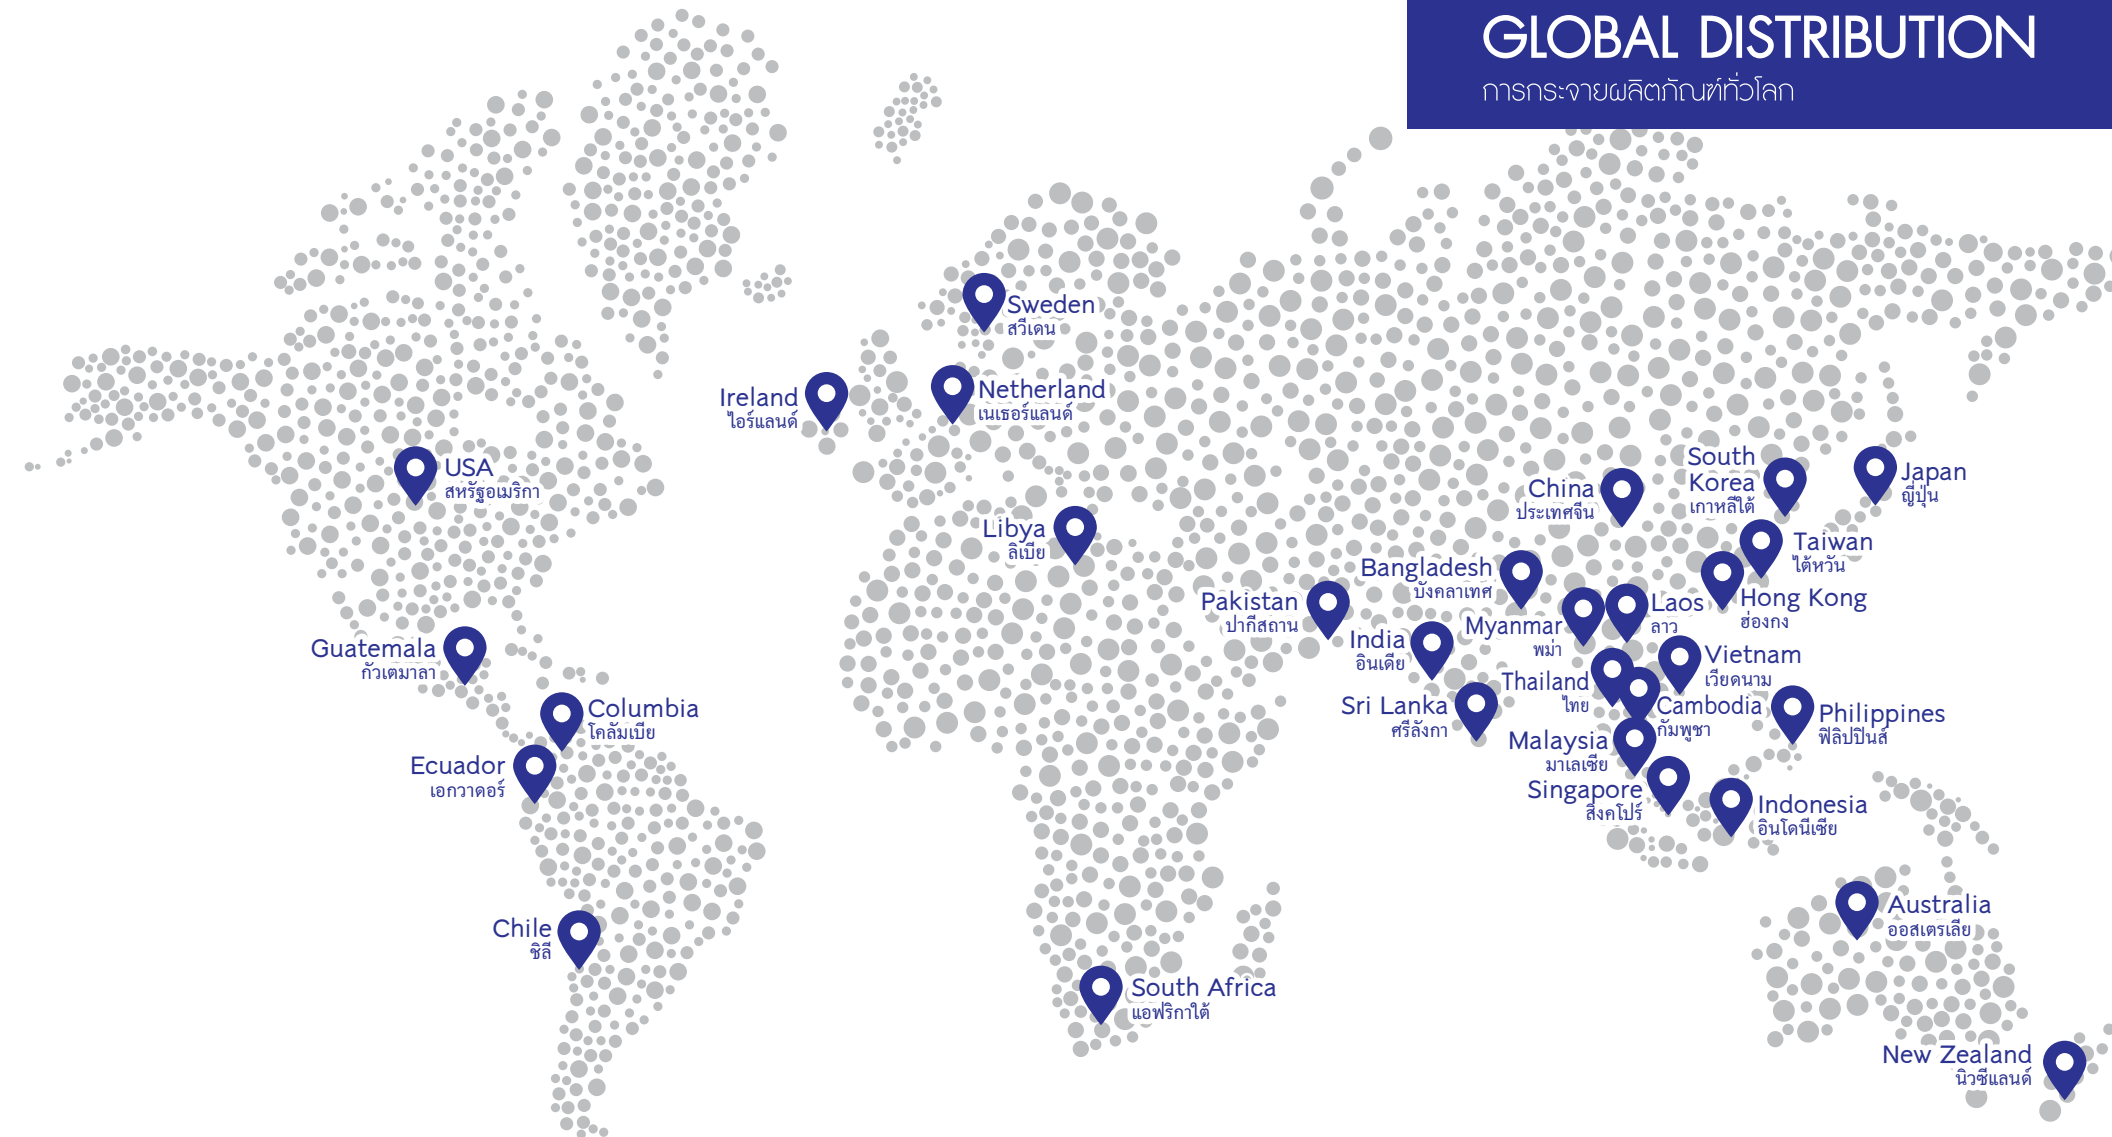 GLOBAL DISTRIBUTION
การกระจายผลิตภัณฑ์ทั่วโลก
Sweden
สวีเดน
Ireland
ไอร์แลนด์
Netherland
เนเธอร์แลนด์
USA
สหรัฐอเมริกา
Libya
ลิเบีย
China
ประเทศจีน
South
Korea
เกาหลีใต้
Japan
ญี่ปุ่น
Taiwan
ไต้หวัน
Bangladesh
บังคลาเทศ
Pakistan
ปากีสถาน
Hong Kong
ฮ่องกง
Laos
ลาว
Myanmar
พม่า
India
อินเดีย
Guatemala
กัวเตมาลา
Vietnam
เวียดนาม
Thailand
ไทย
Sri Lanka
ศรีลังกา
Cambodia
กัมพูชา
Philippines
ฟิลิปปินส์
Columbia
โคลัมเบีย
Malaysia
มาเลเซีย
Ecuador
เอกวาดอร์
Singapore
สิงคโปร์
Indonesia
อินโดนีเซีย
Chile
ชิลี
Australia
ออสเตรเลีย
South Africa
แอฟริกาใต้
New Zealand
นิวซีแลนด์